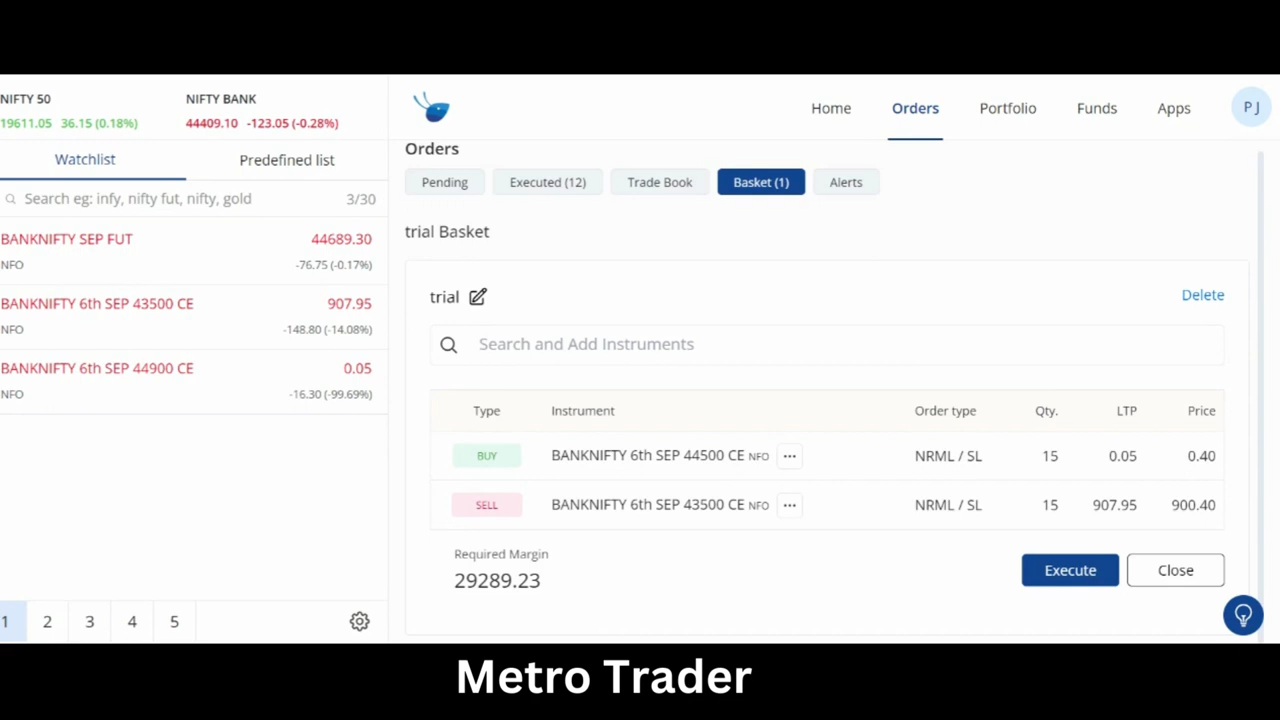 NIFTY 50 NIFTY BANK
19611.05 36.15 (0.18%) 44409.10 -123.05 (-0.28%)
Watchlist Predefined list
Search eg: infy, nifty fut, nifty, gold 3/30
BANKNIFTY SEP FUT 44689.30
NFO -76.75 (-0.17%)
BANKNIFTY 6th SEP 43500 CE 907.95
NFO -148.80 (-14.08%)
BANKNIFTY 6th SEP 44900 CE 0.05
NFO -16.30 (-99.69%)
1 2 3 4 5
Home Orders Portfolio Funds Apps PJ
Orders
Pending Executed (12) Trade Book Basket (1) Alerts
trial Basket
trial Delete
Search and Add Instruments
Type Instrument Order type Qty. LTP Price
BUY BANKNIFTY 6th SEP 44500 CE NFO ... NRML / SL 15 0.05 0.40
SELL BANKNIFTY 6th SEP 43500 CE NFO ... NRML / SL 15 907.95 900.40
Required Margin
29289.23 Execute Close
Metro Trader